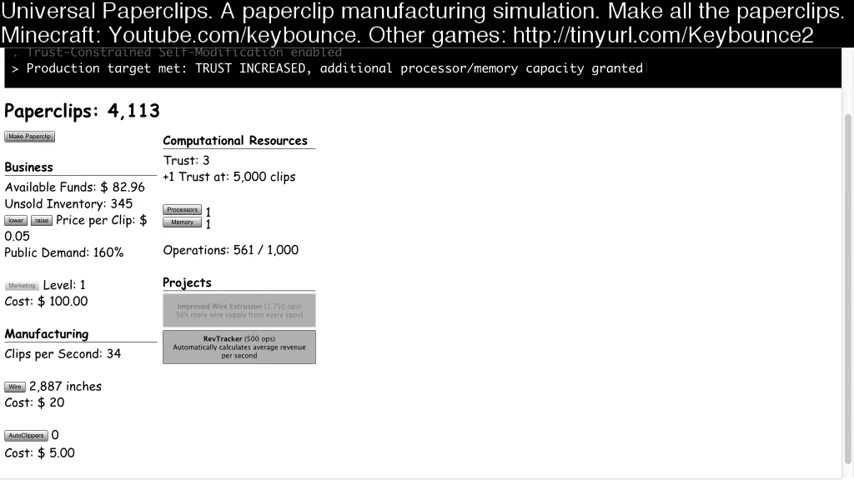 Universal Paperclips. A paperclip manufacturing simulation. Make all the paperclips.
Minecraft: Youtube.com/keybounce. Other games: http://tinyurl.com/Keybounce2
. Trust-Constrained Self-Modification enabled
> Production target met: TRUST INCREASED, additional processor/memory capacity granted
Paperclips: 4,113
Make Paperclip
Business
Available Funds: $ 82.96
Unsold Inventory: 345
lower raise Price per Clip: $
0.05
Public Demand: 160%
Marketing Level: 1
Cost: $ 100.00
Manufacturing
Clips per Second: 34
Wire 2,887 inches
Cost: $ 20
AutoClippers 0
Cost: $ 5.00
Computational Resources
Trust: 3
+1 Trust at: 5,000 clips
Processors 1
Memory 1
Operations: 561 / 1,000
Projects
Improved Wire Extrusion (1,750 ops)
50% more wire supply from every spool
RevTracker (500 ops)
Automatically calculates average revenue
per second